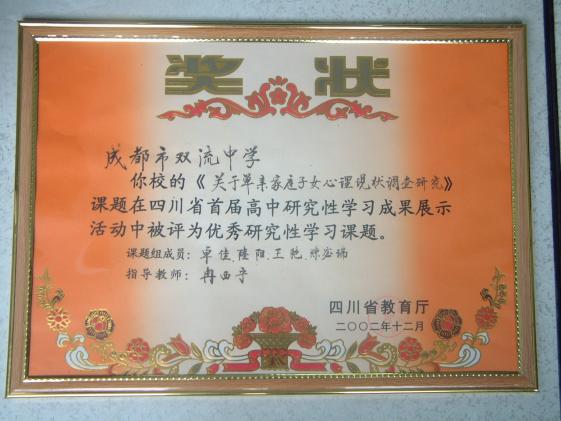 奖状
成都市双流中学
你校的《关于单亲家庭子女心理现状调查研究》
课题在四川省首届高中研究性学习成果展示
活动中被评为优秀研究性学习课题。
课题组成员：卓佳、陆阳、王艳、
指导教师：冉西平
四川省教育厅
二〇〇二年十二月